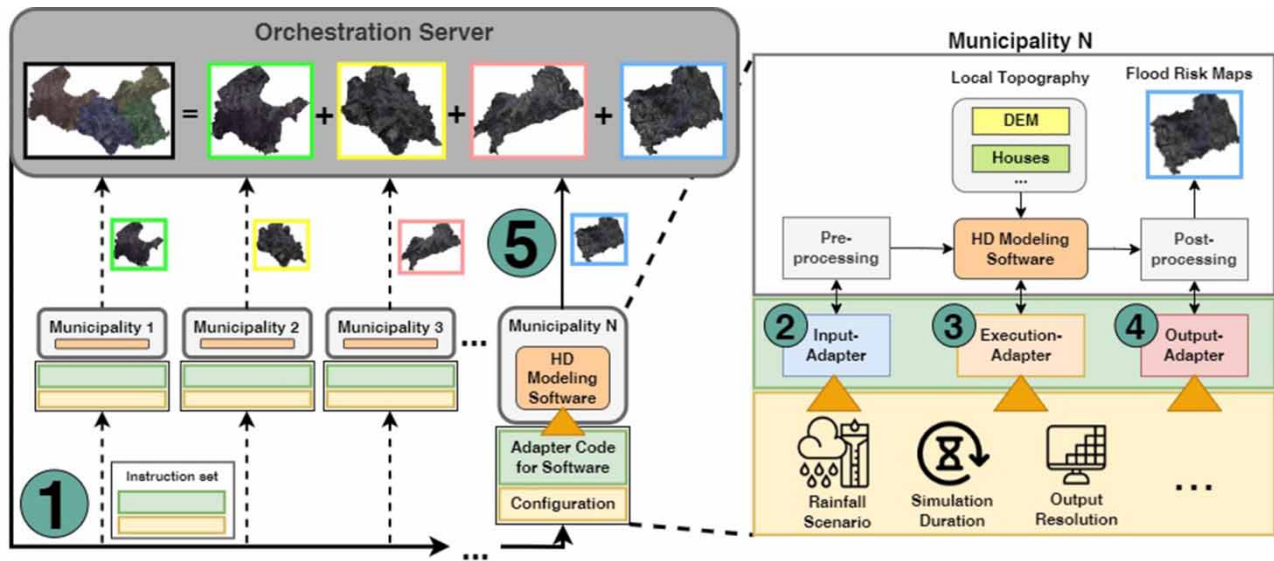 Orchestration Server
= + + +
5
Municipality 1
Municipality 2
Municipality 3
...
Municipality N
HD
Modeling
Software
Adapter Code
for Software
Configuration
1
Instruction set
...
Municipality N
Local Topography
DEM
Houses
...
Flood Risk Maps
Pre-
processing
HD Modeling
Software
Post-
processing
2
Input-
Adapter
3
Execution-
Adapter
4
Output-
Adapter
Rainfall
Scenario
Simulation
Duration
Output
Resolution
...